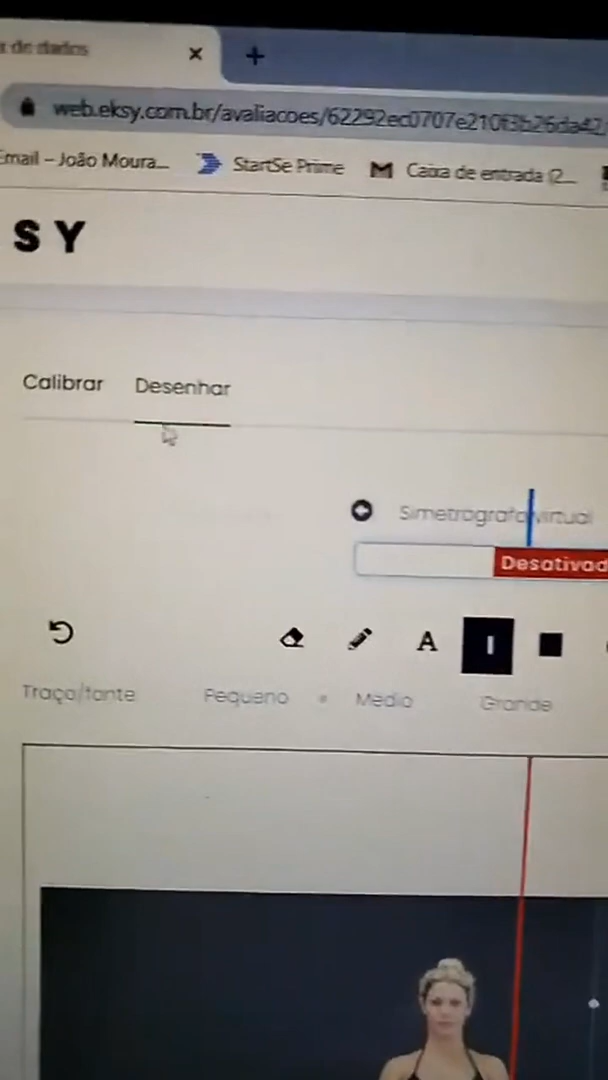 de dados
web.eksy.com.br/avaliacoes/62292ec0707e210f3b26da42
Email – João Moura...
StartSe Prime
Caixa de entrada (2...
S Y
Calibrar
Desenhar
Simetrografo virtual
Desativad
A
Traço/fonte
Pequeno
Medio
Grande